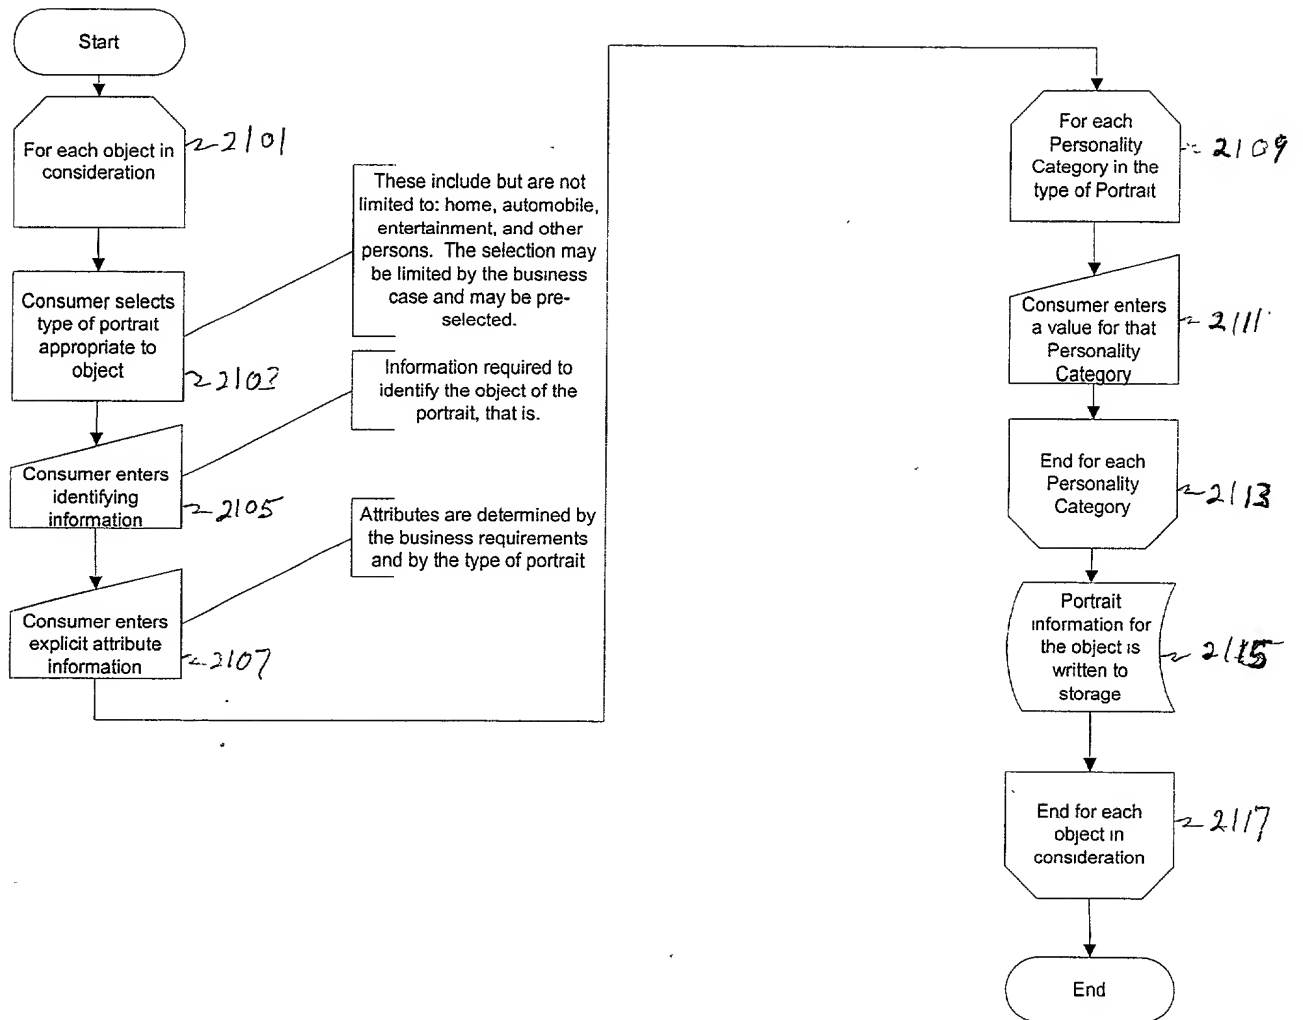 Start
For each object in
consideration
2101
Consumer selects
type of portrait
appropriate to
object
2103
These include but are not
limited to: home, automobile,
entertainment, and other
persons. The selection may
be limited by the business
case and may be pre-
selected.
Consumer enters
identifying
information
2105
Information required to
identify the object of the
portrait, that is.
Consumer enters
explicit attribute
information
2107
Attributes are determined by
the business requirements
and by the type of portrait
For each
Personality
Category in the
type of Portrait
2109
Consumer enters
a value for that
Personality
Category
2111
End for each
Personality
Category
2113
Portrait
information for
the object is
written to
storage
2115
End for each
object in
consideration
2117
End